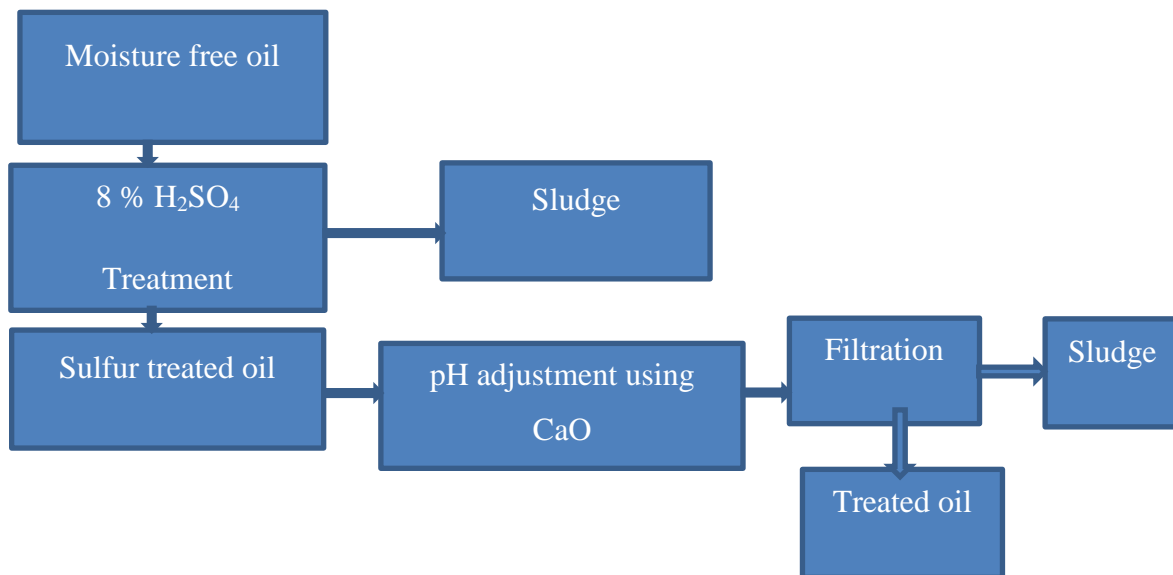 Moisture free oil
8 % H₂SO₄
Treatment
Sludge
Sulfur treated oil
pH adjustment using
CaO
Filtration
Sludge
Treated oil